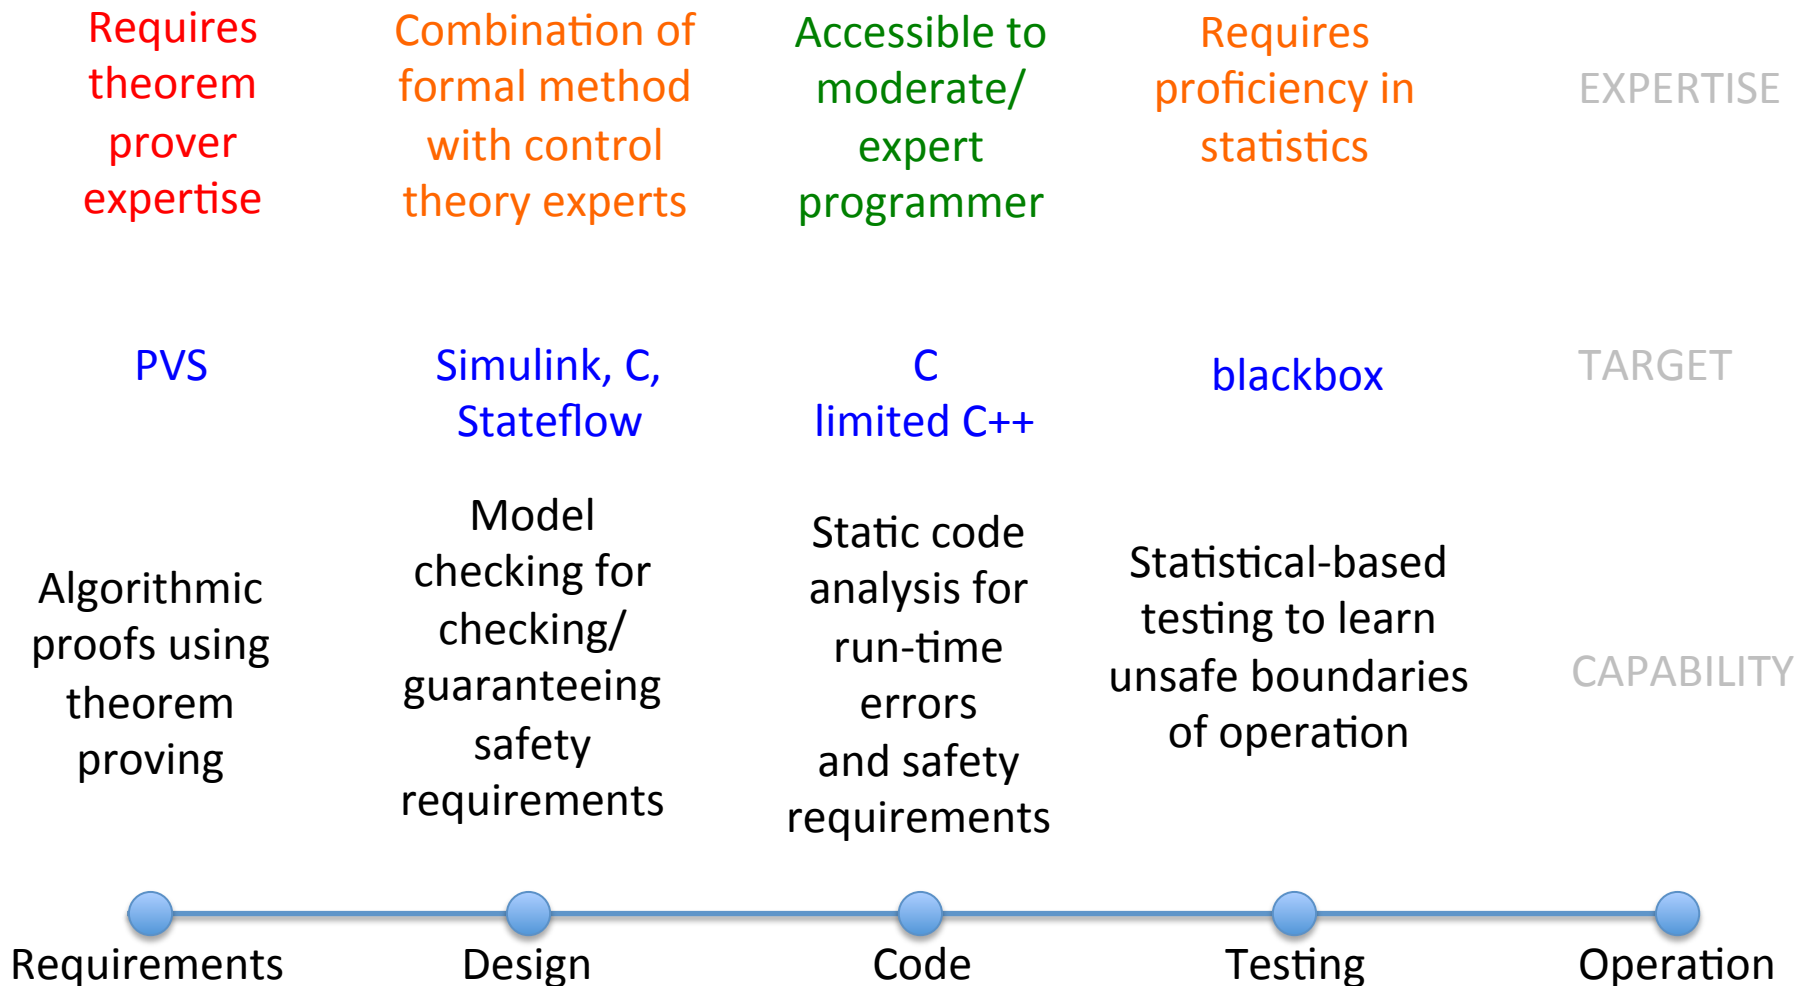 Requires
theorem
prover
expertise
Combination of
formal method
with control
theory experts
Accessible to
moderate/
expert
programmer
Requires
proficiency in
statistics
EXPERTISE
PVS
Simulink, C,
Stateflow
C
limited C++
blackbox
TARGET
Algorithmic
proofs using
theorem
proving
Model
checking for
checking/
guaranteeing
safety
requirements
Static code
analysis for
run-time
errors
and safety
requirements
Statistical-based
testing to learn
unsafe boundaries
of operation
CAPABILITY
Requirements
Design
Code
Testing
Operation